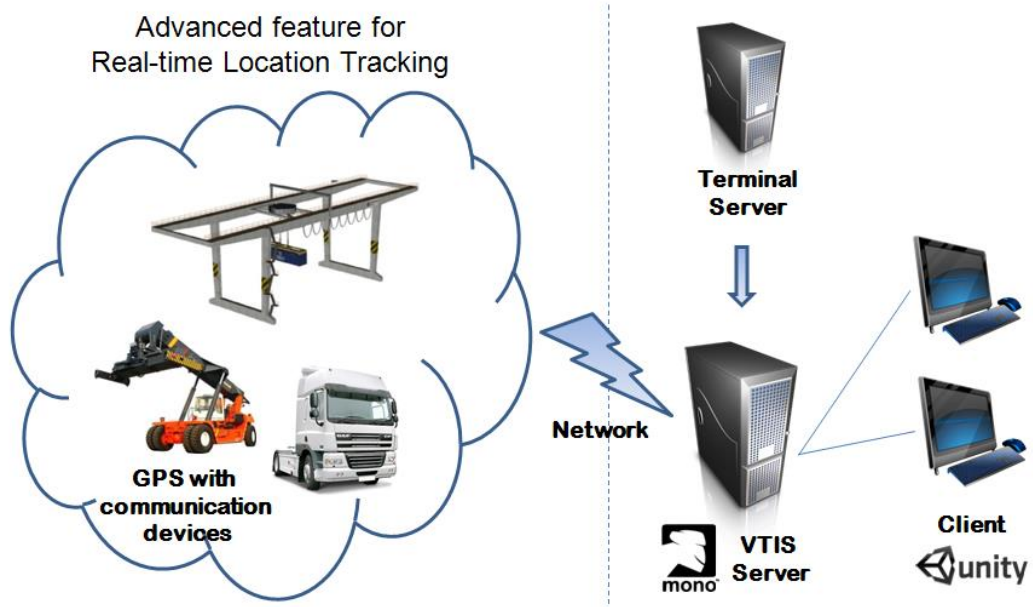 Advanced feature for
Real-time Location Tracking
Terminal
Server
Network
GPS with
communication
devices
VTIS
Server
mono
Client
unity